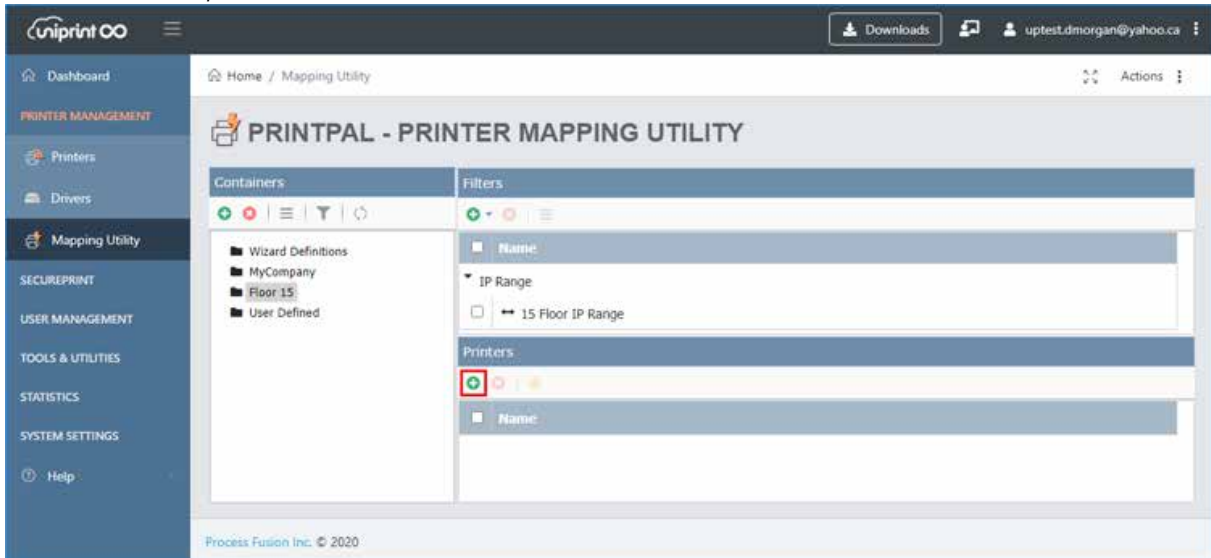 uniprint
Downloads
uptest.dmorgan@yahoo.ca
Dashboard
Home / Mapping Utility
Actions
PRINTER MANAGEMENT
PRINTPAL - PRINTER MAPPING UTILITY
Printers
Drivers
Mapping Utility
SECUREPRINT
USER MANAGEMENT
TOOLS & UTILITIES
STATISTICS
SYSTEM SETTINGS
Help
Containers
Wizard Definitions
MyCompany
Floor 15
User Defined
Filters
Name
IP Range
15 Floor IP Range
Printers
Name
Process Fusion Inc. © 2020